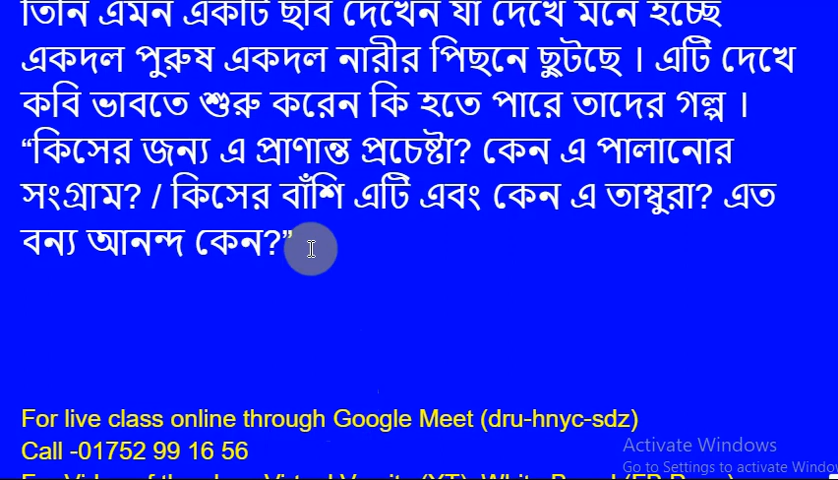 তিনি এমন একটি ছবি দেখেন যা দেখে মনে হচ্ছে
একদল পুরুষ একদল নারীর পিছনে ছুটছে । এটি দেখে
কবি ভাবতে শুরু করেন কি হতে পারে তাদের গল্প ।
“কিসের জন্য এ প্রাণান্ত প্রচেষ্টা? কেন এ পালানোর
সংগ্রাম? / কিসের বাঁশি এটি এবং কেন এ তাম্বুরা? এত
বন্য আনন্দ কেন?”
For live class online through Google Meet (dru-hnyc-sdz)
Call -01752 99 16 56
Activate Windows
Go to Settings to activate Windo